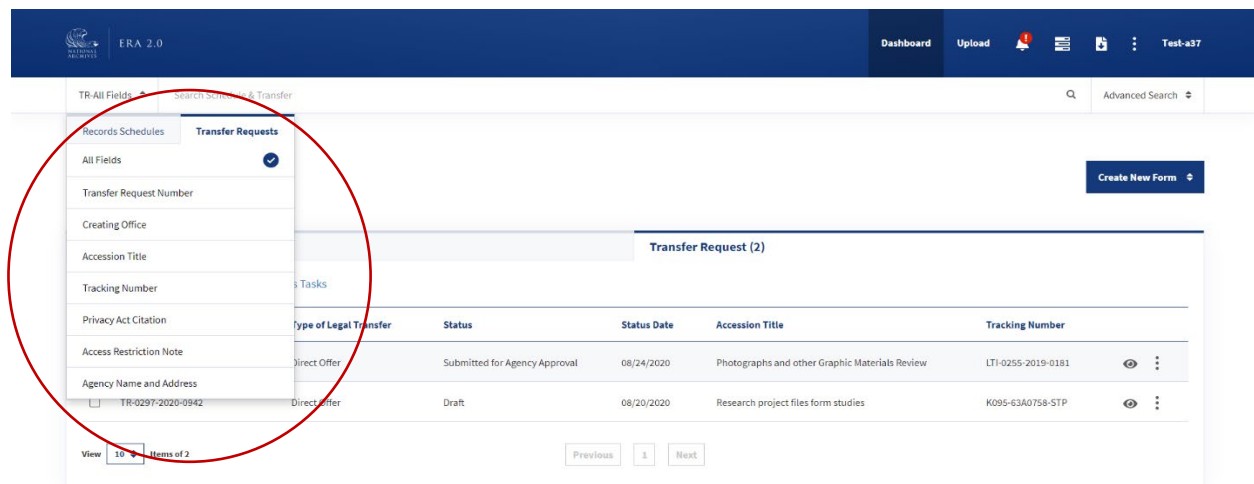 NATIONAL ARCHIVES ERA 2.0 Dashboard Upload ! Test-a37
TR-All Fields Search Schedule & Transfer Advanced Search
Records Schedules Transfer Requests
All Fields
Create New Form
Transfer Request Number
Creating Office
Transfer Request (2)
Accession Title
s Tasks
Tracking Number
Privacy Act Citation
Type of Legal Transfer Status Status Date Accession Title Tracking Number
Access Restriction Note
Direct Offer Submitted for Agency Approval 08/24/2020 Photographs and other Graphic Materials Review LTI-0255-2019-0181
Agency Name and Address
TR-0297-2020-0942 Direct Offer Draft 08/20/2020 Research project files form studies K095-63A0758-STP
View 10 Items of 2 Previous 1 Next